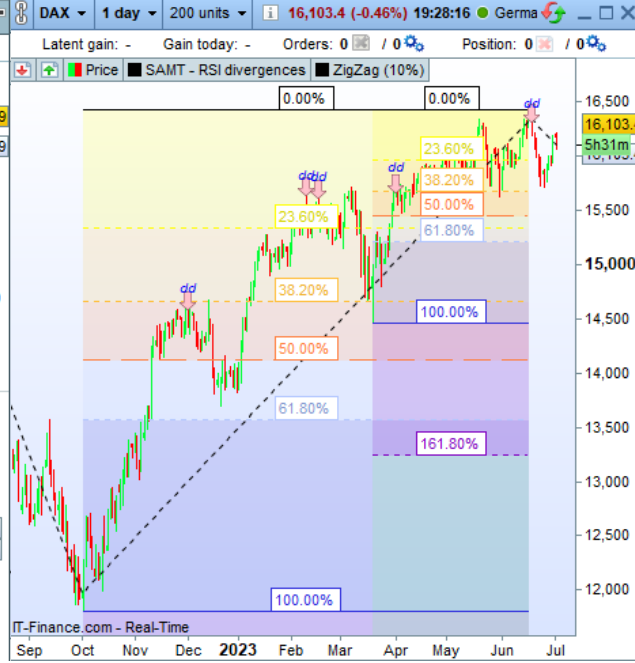 DAX 1 day 200 units 16,103.4 (-0.46%) 19:28:16 Germa
Latent gain: - Gain today: - Orders: 0 / 0 Position: 0 / 0
Price SAMT - RSI divergences ZigZag (10%)
0.00% 0.00% dd 16,500
16,103.
5h31m
23.60%
dd dd dd 38.20%
23.60% 50.00% 15,500
61.80%
15,000
dd 38.20%
100.00% 14,500
50.00% 14,000
61.80%
13,500
161.80%
13,000
12,500
100.00% 12,000
IT-Finance.com - Real-Time
Sep Oct Nov Dec 2023 Feb Mar Apr May Jun Jul